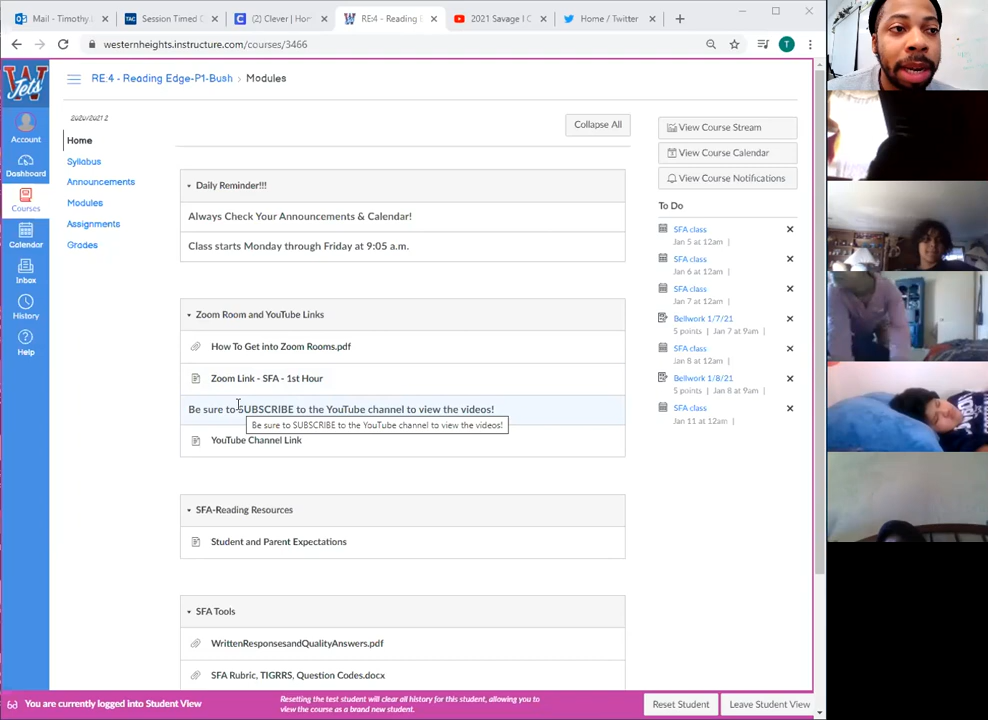 Mail - Timothy
Session Timed
(2) Clever | Hom
RE:4 - Reading
2021 Savage I
Home / Twitter
westernheights.instructure.com/courses/3466
T
W
Jets
RE:4 - Reading Edge-P1-Bush › Modules
2020/2021 2
Account
Dashboard
Courses
Calendar
Inbox
History
Help
Home
Syllabus
Announcements
Modules
Assignments
Grades
Collapse All
Daily Reminder!!!
Always Check Your Announcements & Calendar!
Class starts Monday through Friday at 9:05 a.m.
Zoom Room and YouTube Links
How To Get into Zoom Rooms.pdf
Zoom Link - SFA - 1st Hour
Be sure to SUBSCRIBE to the YouTube channel to view the videos!
Be sure to SUBSCRIBE to the YouTube channel to view the videos!
YouTube Channel Link
SFA-Reading Resources
Student and Parent Expectations
SFA Tools
WrittenResponsesandQualityAnswers.pdf
SFA Rubric, TIGRRS, Question Codes.docx
View Course Stream
View Course Calendar
View Course Notifications
To Do
SFA class
Jan 5 at 12am |
SFA class
Jan 6 at 12am |
SFA class
Jan 7 at 12am |
Bellwork 1/7/21
5 points | Jan 7 at 9am |
SFA class
Jan 8 at 12am |
Bellwork 1/8/21
5 points | Jan 8 at 9am |
SFA class
Jan 11 at 12am |
You are currently logged into Student View
Resetting the test student will clear all history for this student, allowing you to
view the course as a brand new student.
Reset Student
Leave Student View